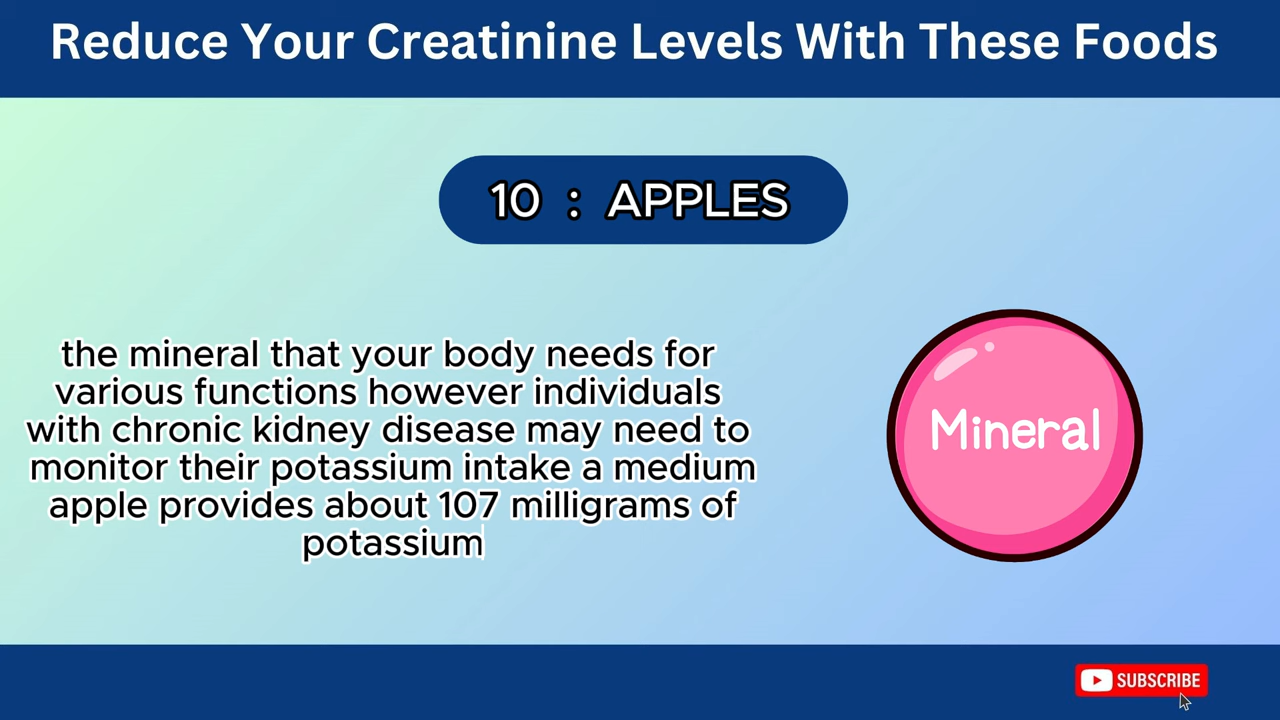 Reduce Your Creatinine Levels With These Foods
10 : APPLES
the mineral that your body needs for
various functions however individuals
with chronic kidney disease may need to
monitor their potassium intake a medium
apple provides about 107 milligrams of
potassium
Mineral
SUBSCRIBE